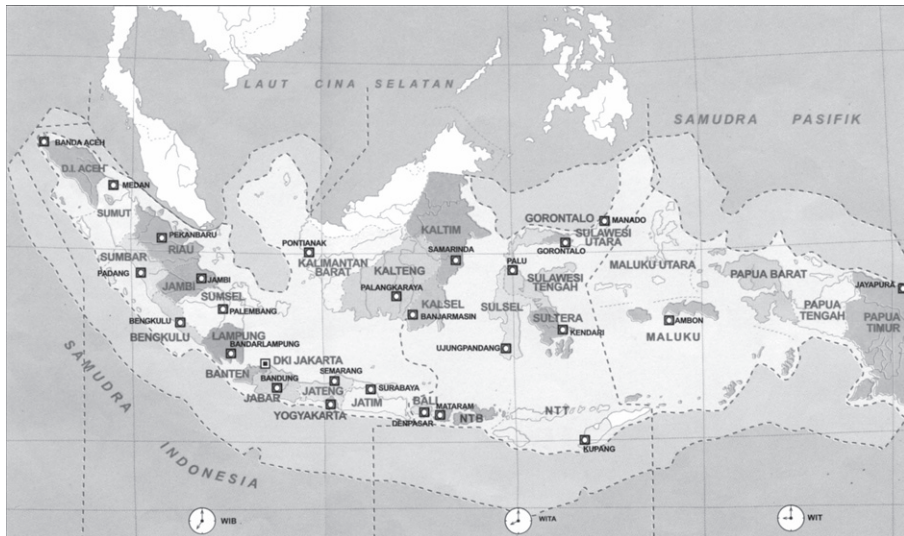 LAUT CINA SELATAN
SAMUDRA PASIFIK
BANDA ACEH
D.I. ACEH
MEDAN
SUMUT
PEKANBARU
RIAU
SUMBAR
PADANG
JAMBI
JAMBI
SUMSEL
PALEMBANG
BENGKULU
BENGKULU
LAMPUNG
BANDARLAMPUNG
DKI JAKARTA
BANTEN
BANDUNG
JABAR
SEMARANG
JATENG
YOGYAKARTA
SURABAYA
JATIM
PONTIANAK
KALIMANTAN
BARAT
KALTIM
SAMARINDA
KALTENG
PALANGKARAYA
KALSEL
BANJARMASIN
GORONTALO
MANADO
SULAWESI
UTARA
GORONTALO
PALU
SULAWESI
TENGAH
SULSEL
SULTERA
KENDARI
UJUNGPANDANG
BALI
MATARAM
DENPASAR
NTB
NTT
KUPANG
MALUKU UTARA
AMBON
MALUKU
PAPUA BARAT
JAYAPURA
PAPUA
TENGAH
PAPUA
TIMUR
SAMUDRA
INDONESIA
WIB
WITA
WIT